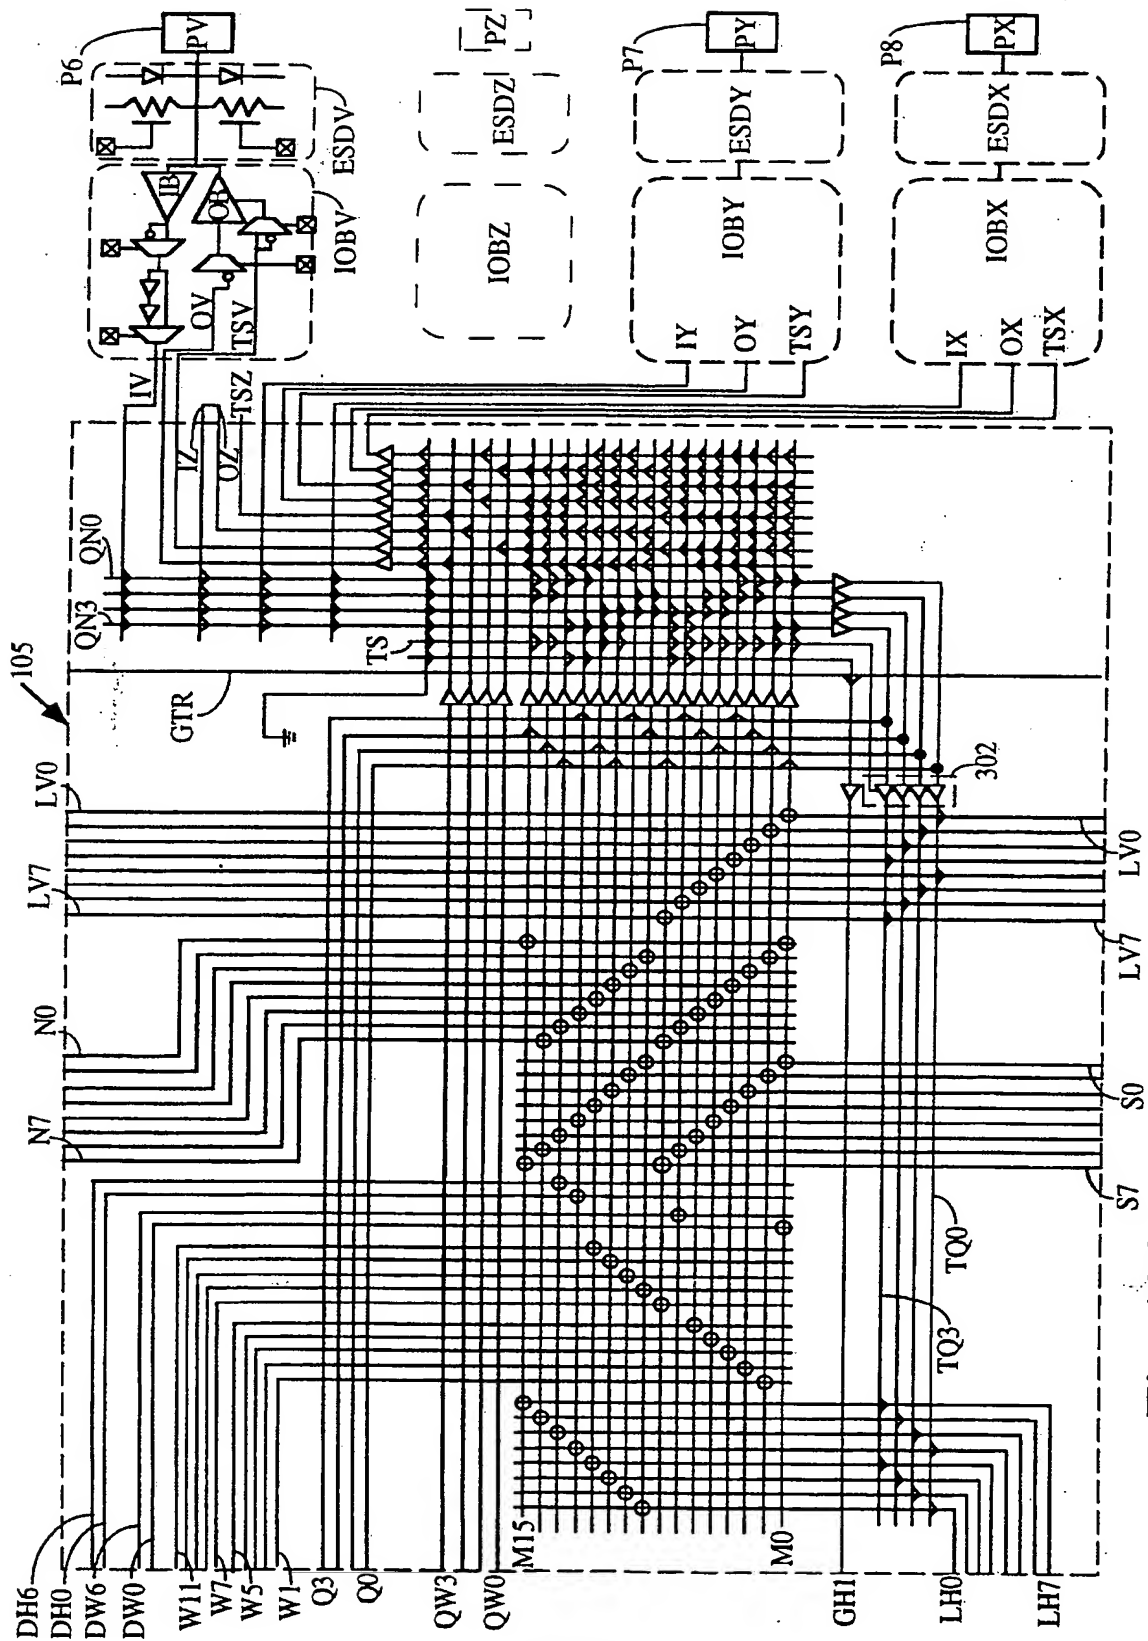 P6
PV
ESDV
IB
OB
IOBV
OV
TSV
IV
PZ
ESDZ
IOBZ
P7
PY
ESDY
IOBY
IY
OY
TSY
P8
PX
ESDX
IOBX
IX
OX
TSX
IZ
OZ
TSZ
QN0
QN3
TS
105
GTR
302
LV0
LV7
N0
N7
LV0
LV7
S0
S7
TQ0
TQ3
DH6
DH0
DW6
DW0
W11
W7
W5
W1
Q3
Q0
QW3
QW0
M15
M0
GH1
LH0
LH7